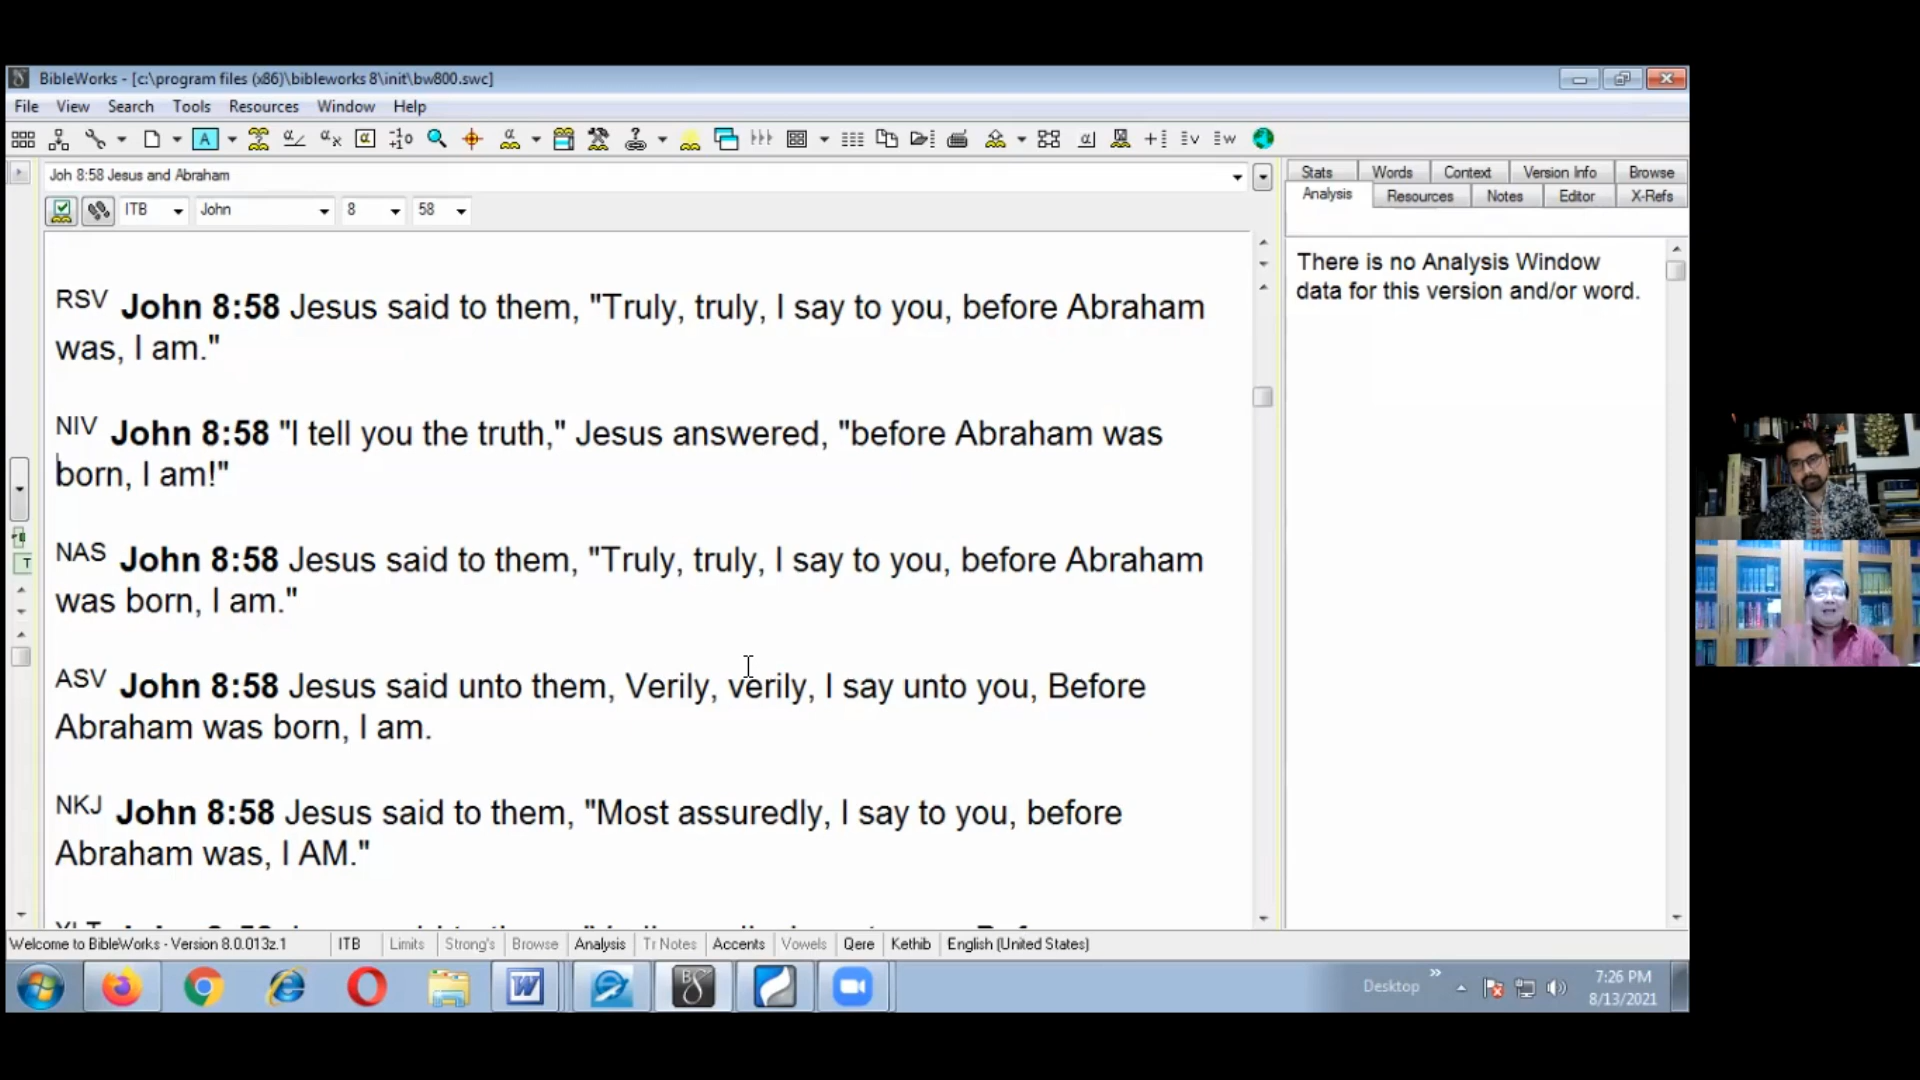 BibleWorks - [c:\program files (x86)\bibleworks 8\init\bw800.swc]
File View Search Tools Resources Window Help
Joh 8:58 Jesus and Abraham
ITB John 8 58
Stats Words Context Version Info Browse
Analysis Resources Notes Editor X-Refs
There is no Analysis Window
data for this version and/or word.
RSV John 8:58 Jesus said to them, "Truly, truly, I say to you, before Abraham
was, I am."
NIV John 8:58 "I tell you the truth," Jesus answered, "before Abraham was
born, I am!"
NAS John 8:58 Jesus said to them, "Truly, truly, I say to you, before Abraham
was born, I am."
ASV John 8:58 Jesus said unto them, Verily, verily, I say unto you, Before
Abraham was born, I am.
NKJ John 8:58 Jesus said to them, "Most assuredly, I say to you, before
Abraham was, I AM."
Welcome to BibleWorks - Version 8.0.013z.1 ITB Limits Strong's Browse Analysis Tr Notes Accents Vowels Qere Kethib English (United States)
Desktop
7:26 PM
8/13/2021